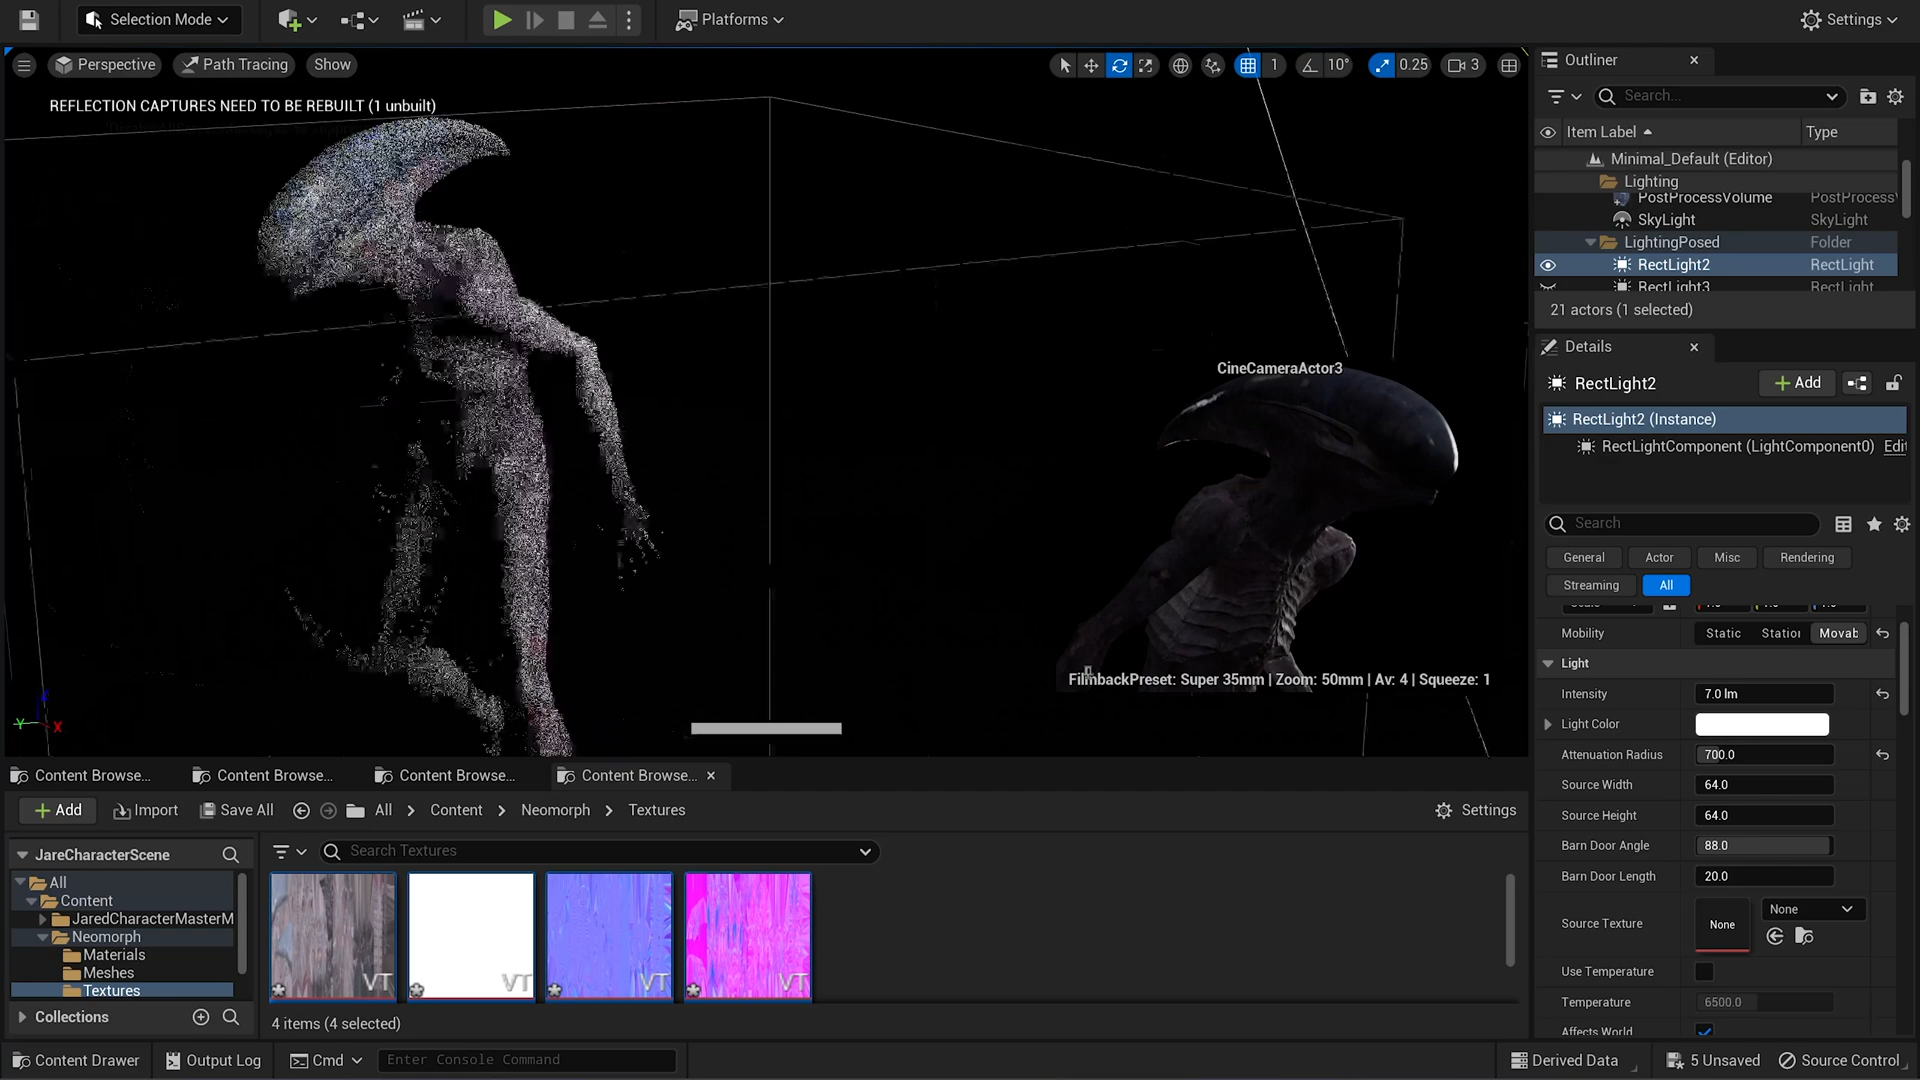 Selection Mode
Platforms
Settings
Perspective
Path Tracing
Show
1
10°
0.25
3
REFLECTION CAPTURES NEED TO BE REBUILT (1 unbuilt)
CineCameraActor3
FilmbackPreset: Super 35mm | Zoom: 50mm | Av: 4 | Squeeze: 1
Y
X
Outliner
Search...
Item Label
Type
Minimal_Default (Editor)
Lighting
PostProcessVolume
PostProcessV
SkyLight
SkyLight
LightingPosed
Folder
RectLight2
RectLight
RectLight3
RectLight
21 actors (1 selected)
Details
RectLight2
Add
RectLight2 (Instance)
RectLightComponent (LightComponent0)
Edit
Search
General
Actor
Misc
Rendering
Streaming
All
Mobility
Static
Station
Movab
Light
Intensity
7.0 lm
Light Color
Attenuation Radius
700.0
Source Width
64.0
Source Height
64.0
Barn Door Angle
88.0
Barn Door Length
20.0
Source Texture
None
None
Use Temperature
Temperature
6500.0
Affects World
Content Browse...
Content Browse...
Content Browse...
Content Browse...
Add
Import
Save All
All
Content
Neomorph
Textures
Settings
JareCharacterScene
All
Content
JaredCharacterMasterM
Neomorph
Materials
Meshes
Textures
Collections
Search Textures
VT
VT
VT
VT
4 items (4 selected)
Content Drawer
Output Log
Cmd
Enter Console Command
Derived Data
5 Unsaved
Source Control